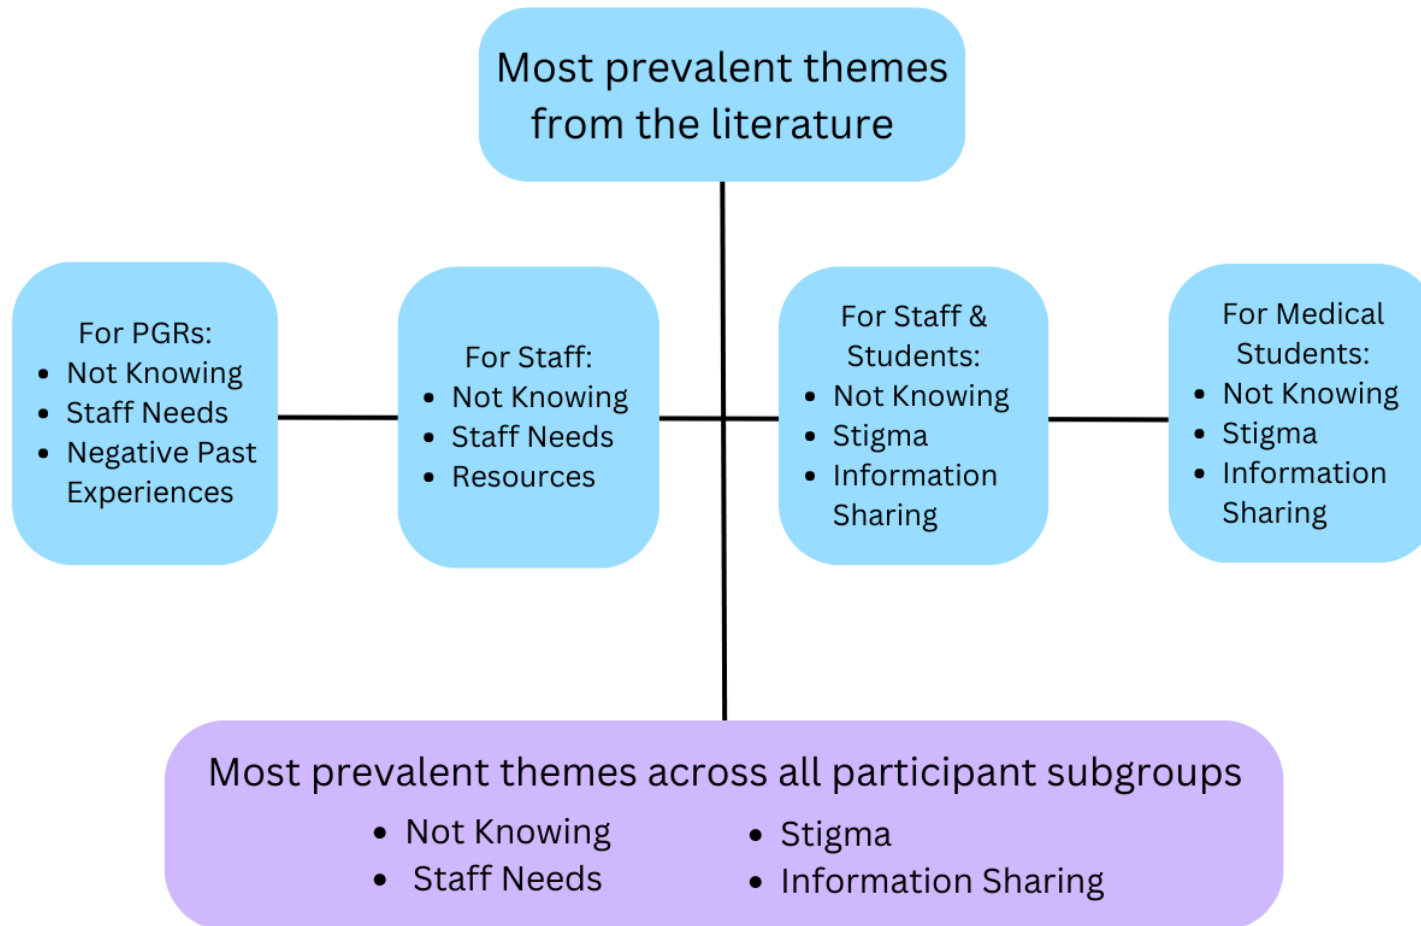 Most prevalent themes
from the literature
For PGRs:
• Not Knowing
• Staff Needs
• Negative Past
Experiences
For Staff:
• Not Knowing
• Staff Needs
• Resources
For Staff &
Students:
• Not Knowing
• Stigma
• Information
Sharing
For Medical
Students:
• Not Knowing
• Stigma
• Information
Sharing
Most prevalent themes across all participant subgroups
• Not Knowing
• Staff Needs
• Stigma
• Information Sharing